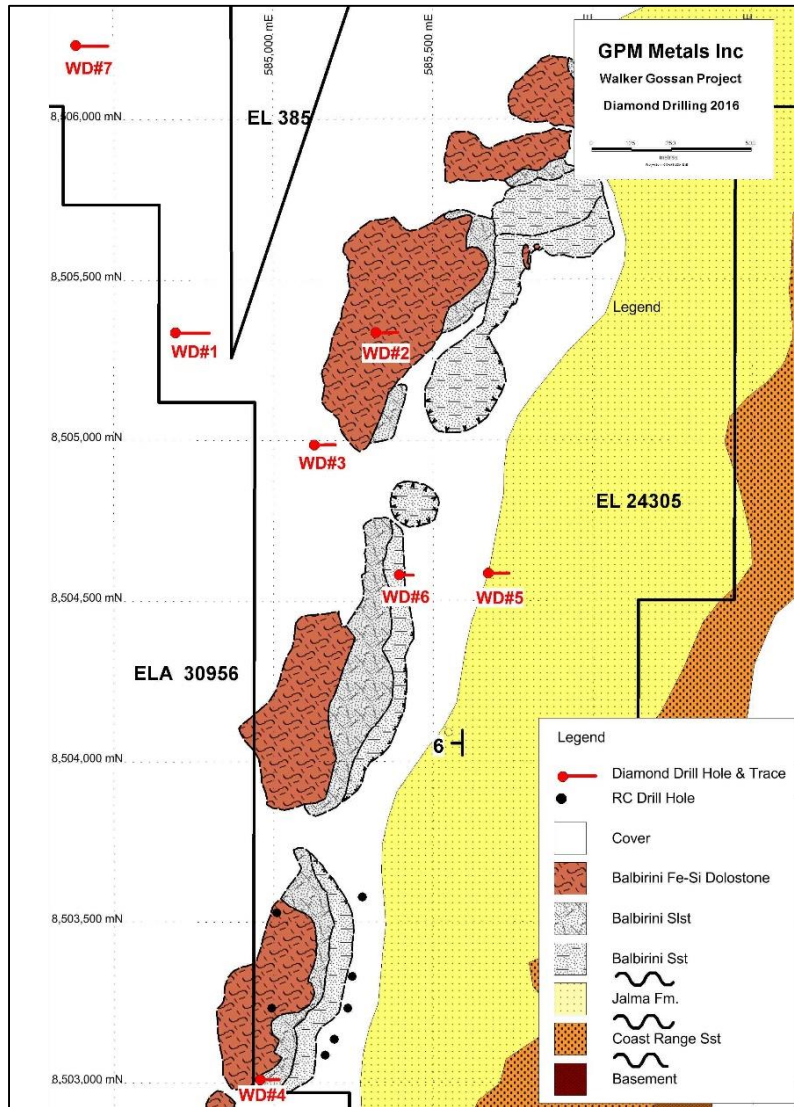 GPM Metals Inc
Walker Gossan Project
Diamond Drilling 2016
585,000 mE
585,500 mE
WD#7
EL 385
8,506,000 mN
8,505,500 mN
Legend
WD#1
WD#2
8,505,000 mN
WD#3
EL 24305
8,504,500 mN
WD#6
WD#5
ELA 30956
8,504,000 mN
6
8,503,500 mN
8,503,000 mN
WD#4
Legend
Diamond Drill Hole & Trace
RC Drill Hole
Cover
Balbirini Fe-Si Dolostone
Balbirini Slst
Balbirini Sst
Jalma Fm.
Coast Range Sst
Basement